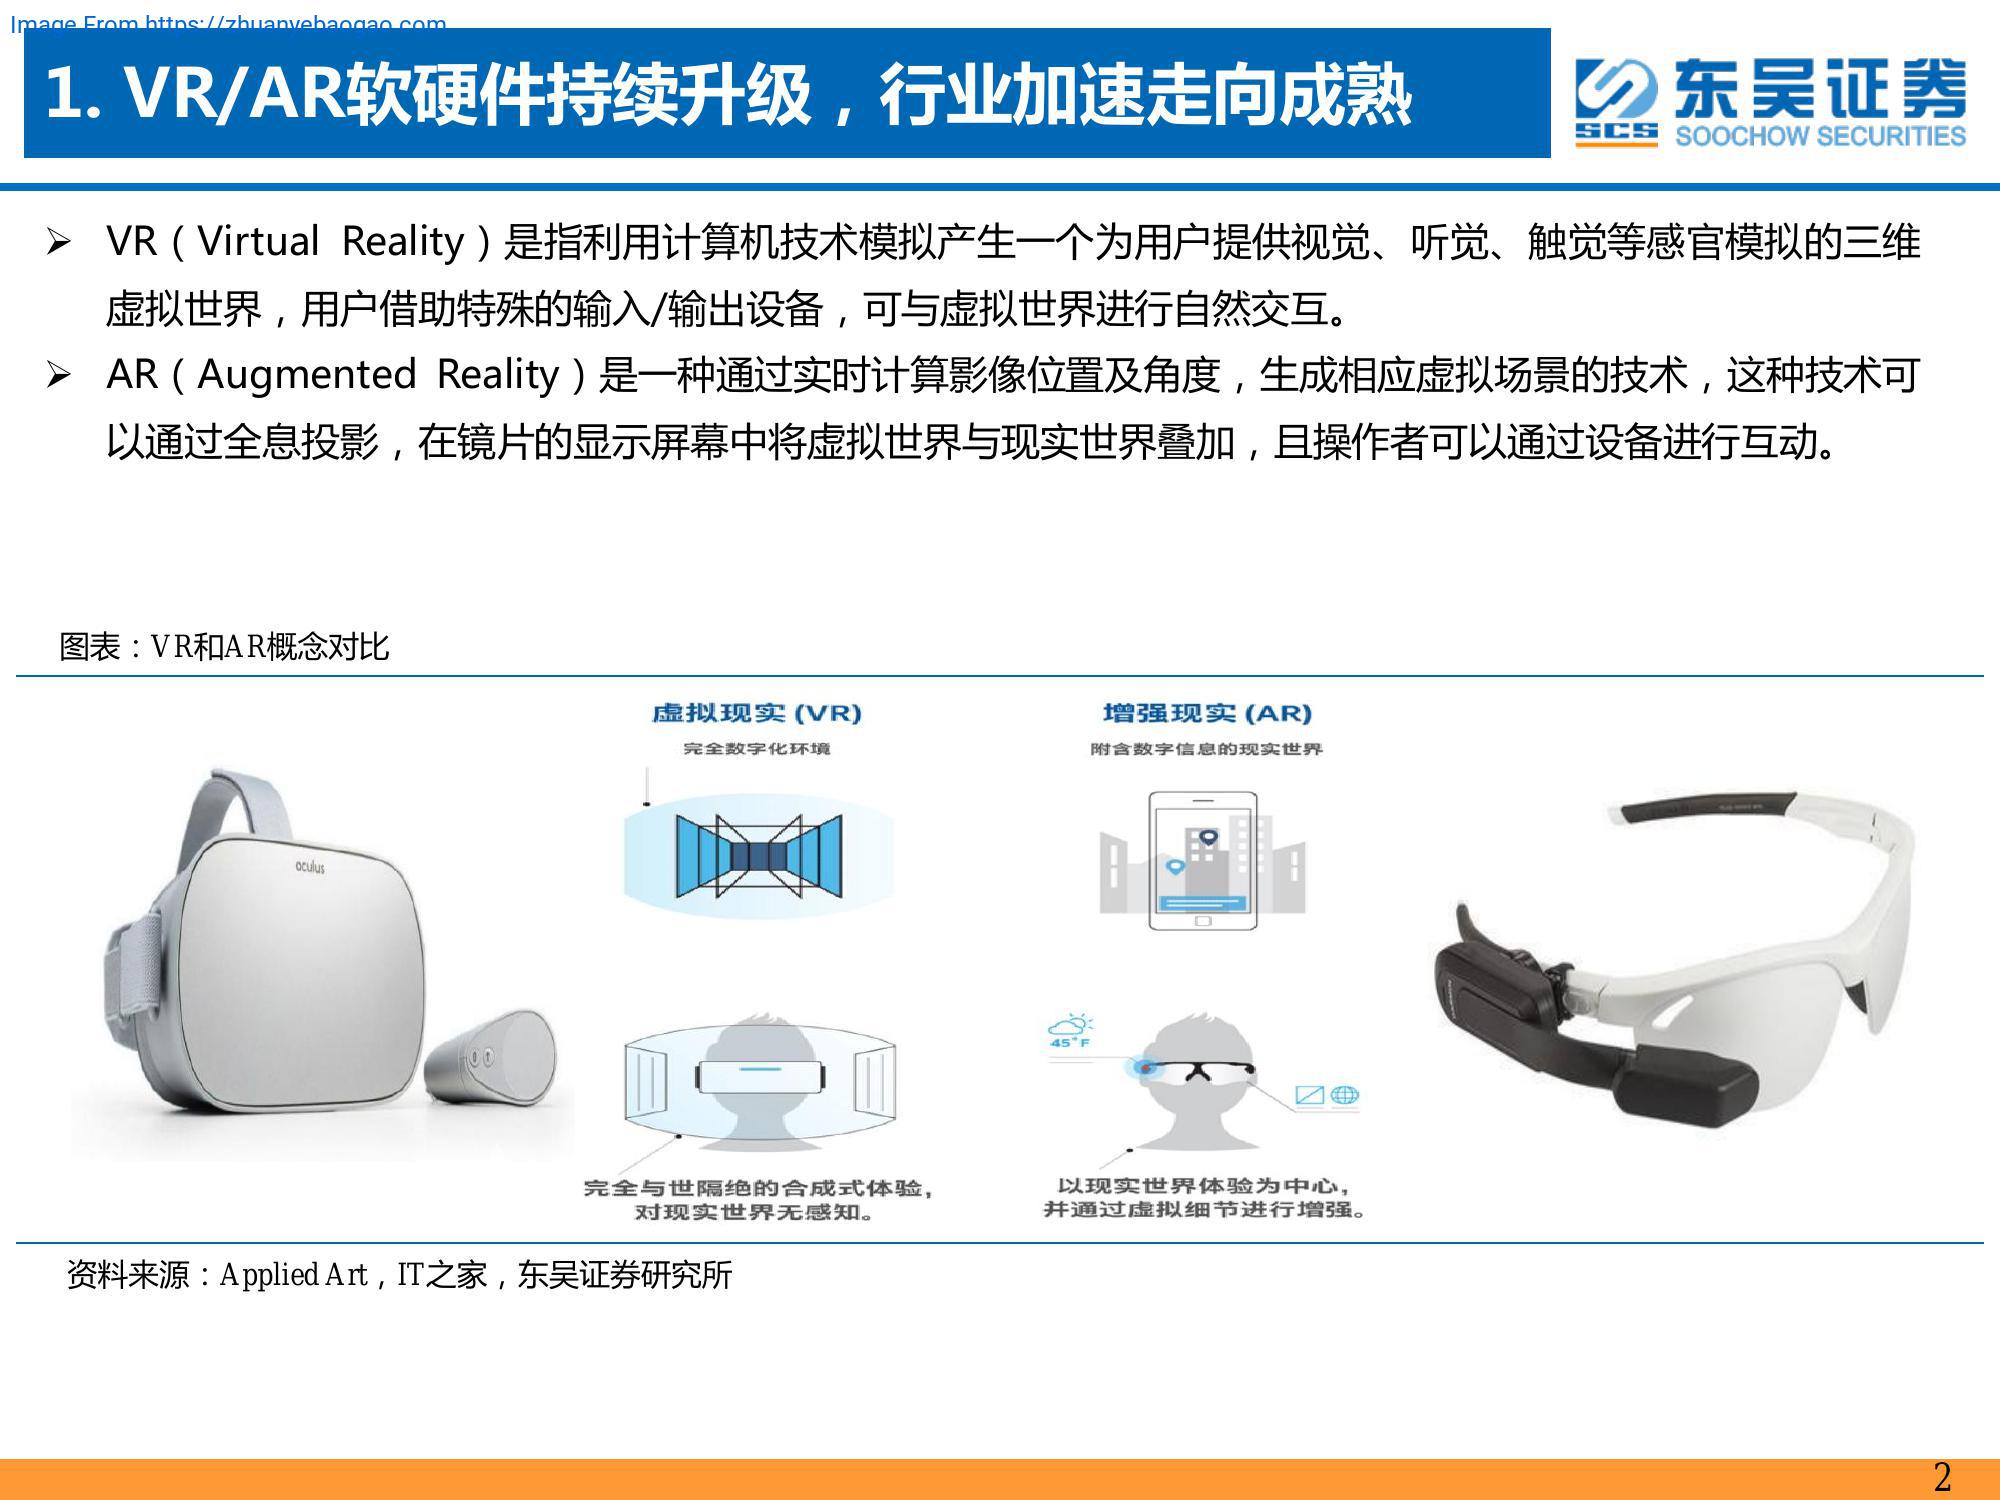 Image From https://zhuanyebaogao.com
1. VR/AR软硬件持续升级，行业加速走向成熟
SCS
东吴证券
SOOCHOW SECURITIES
➢ VR（Virtual Reality）是指利用计算机技术模拟产生一个为用户提供视觉、听觉、触觉等感官模拟的三维
虚拟世界，用户借助特殊的输入/输出设备，可与虚拟世界进行自然交互。
➢ AR（Augmented Reality）是一种通过实时计算影像位置及角度，生成相应虚拟场景的技术，这种技术可
以通过全息投影，在镜片的显示屏幕中将虚拟世界与现实世界叠加，且操作者可以通过设备进行互动。
图表：VR和AR概念对比
虚拟现实 (VR)
完全数字化环境
增强现实 (AR)
附含数字信息的现实世界
oculus
45°F
完全与世隔绝的合成式体验，
对现实世界无感知。
以现实世界体验为中心，
并通过虚拟细节进行增强。
资料来源：Applied Art，IT之家，东吴证券研究所
2